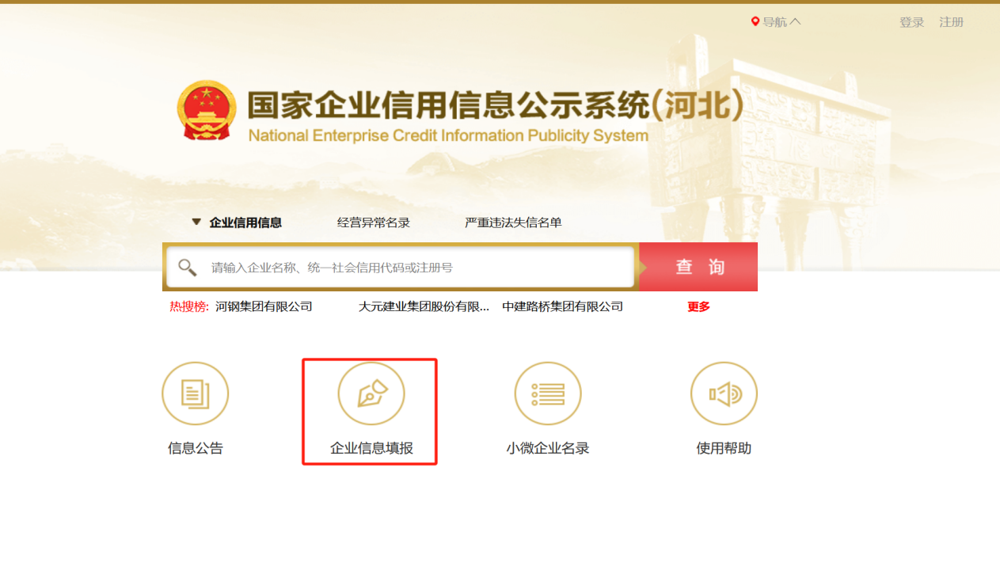 导航
登录 注册
国家企业信用信息公示系统(河北)
National Enterprise Credit Information Publicity System
企业信用信息 经营异常名录 严重违法失信名单
请输入企业名称、统一社会信用代码或注册号 查 询
热搜榜: 河钢集团有限公司 大元建业集团股份有限... 中建路桥集团有限公司 更多
信息公告 企业信息填报 小微企业名录 使用帮助